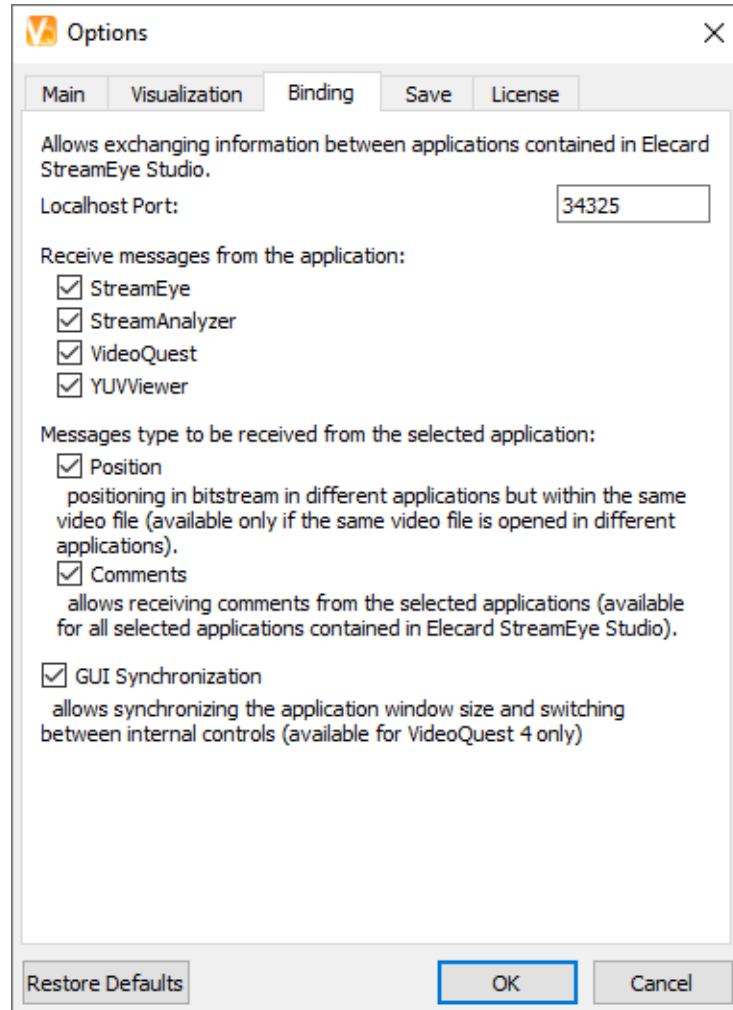 Options
Main Visualization Binding Save License
Allows exchanging information between applications contained in Elecard
StreamEye Studio.
Localhost Port: 34325
Receive messages from the application:
StreamEye
StreamAnalyzer
VideoQuest
YUVViewer
Messages type to be received from the selected application:
Position
positioning in bitstream in different applications but within the same
video file (available only if the same video file is opened in different
applications).
Comments
allows receiving comments from the selected applications (available
for all selected applications contained in Elecard StreamEye Studio).
GUI Synchronization
allows synchronizing the application window size and switching
between internal controls (available for VideoQuest 4 only)
Restore Defaults OK Cancel